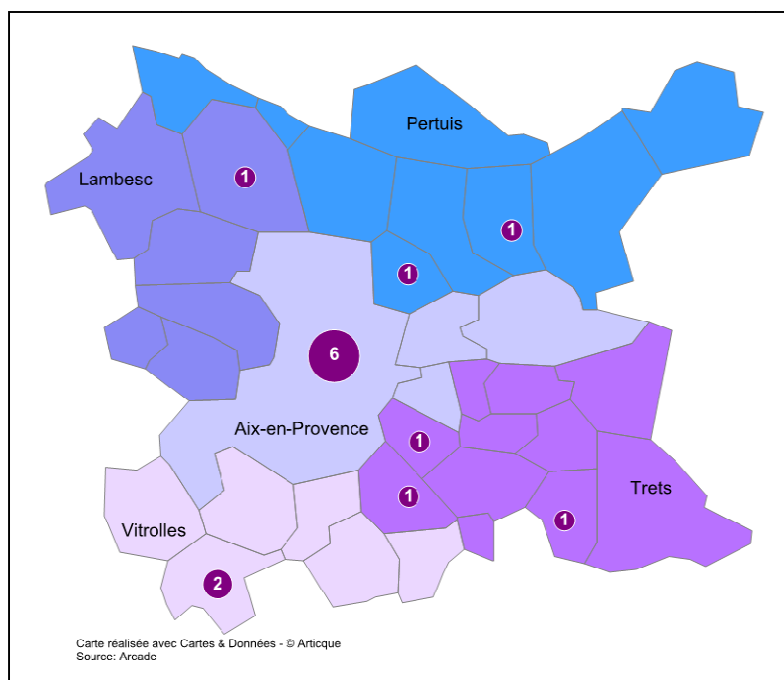 Pertuis
Lambesc
1
1
1
6
Aix-en-Provence
1
Trets
1
1
Vitrolles
2
Carte réalisée avec Cartes & Données - © Articque
Source: Arcade